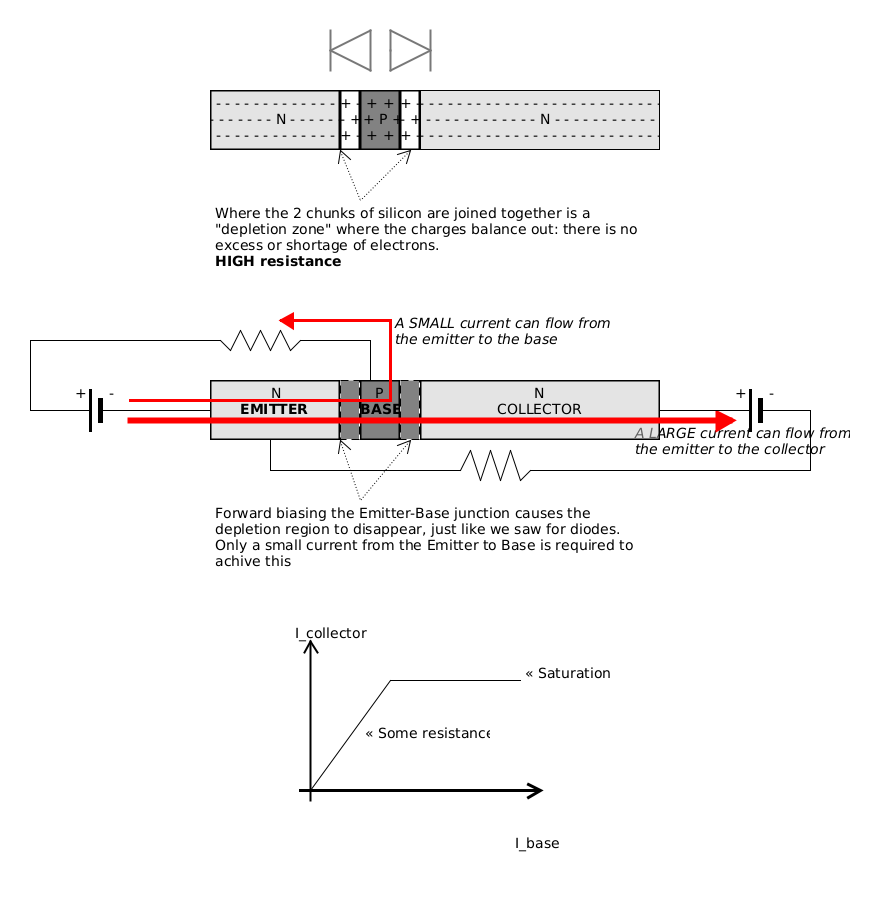 N
P
N
Where the 2 chunks of silicon are joined together is a
"depletion zone" where the charges balance out: there is no
excess or shortage of electrons.
HIGH resistance
A SMALL current can flow from
the emitter to the base
+ -
N
EMITTER
P
BASE
N
COLLECTOR
+ -
A LARGE current can flow from
the emitter to the collector
Forward biasing the Emitter-Base junction causes the
depletion region to disappear, just like we saw for diodes.
Only a small current from the Emitter to Base is required to
achive this
I_collector
« Saturation
« Some resistance
I_base